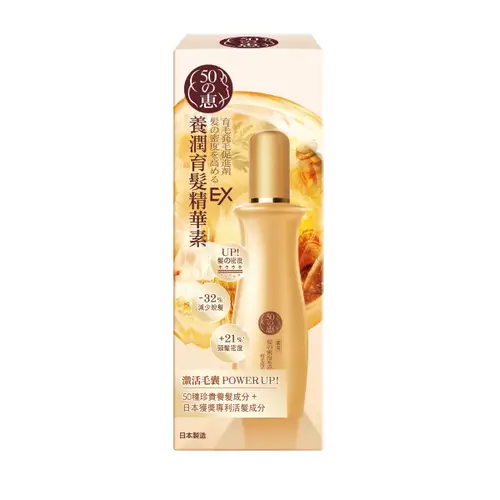 50の恵
育毛発毛促進剤
髪の密度を高める
養潤育髮精華素
EX
UP!
髮の密度
-32%
減少脫髮
+21%
頭髮密度
50の恵
激活毛囊 POWER UP!
50種珍貴養髮成分 +
日本獲獎專利活髮成分
日本製造